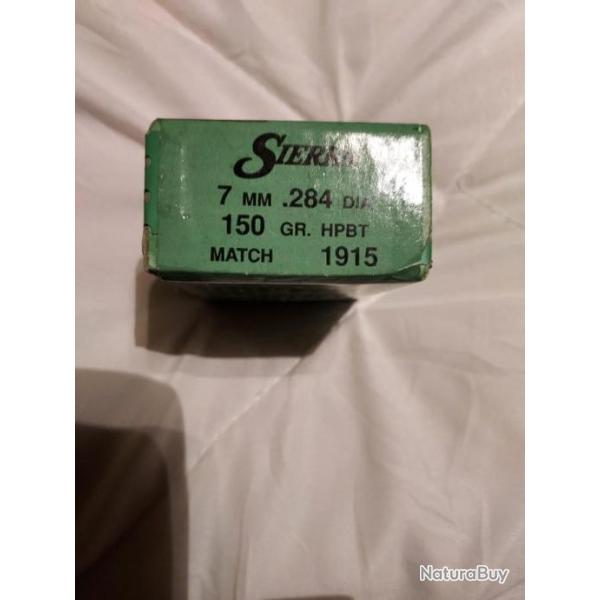 SIERRA
7 MM .284 DIA
150 GR. HPBT
MATCH 1915
NaturaBuy